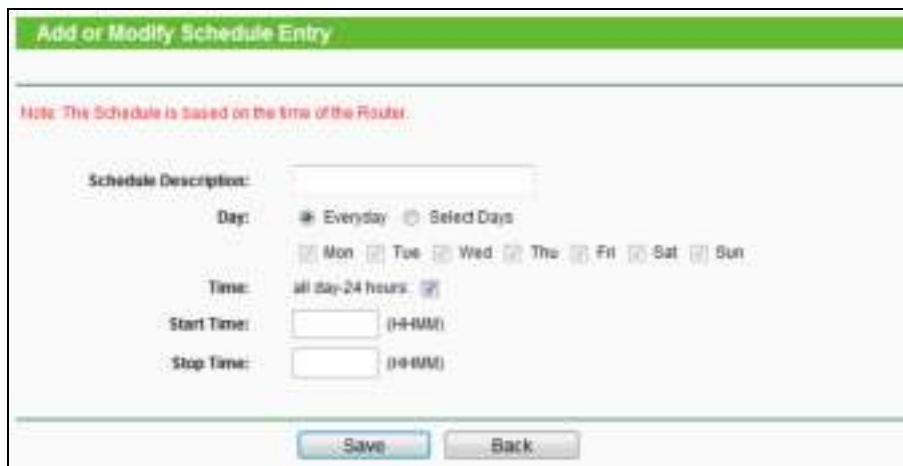 Add or Modify Schedule Entry
Note: The Schedule is based on the time of the Router.
Schedule Description:
Day: Everyday Select Days
Mon Tue Wed Thu Fri Sat Sun
Time: all day-24 hours:
Start Time: (HHMM)
Stop Time: (HHMM)
Save Back